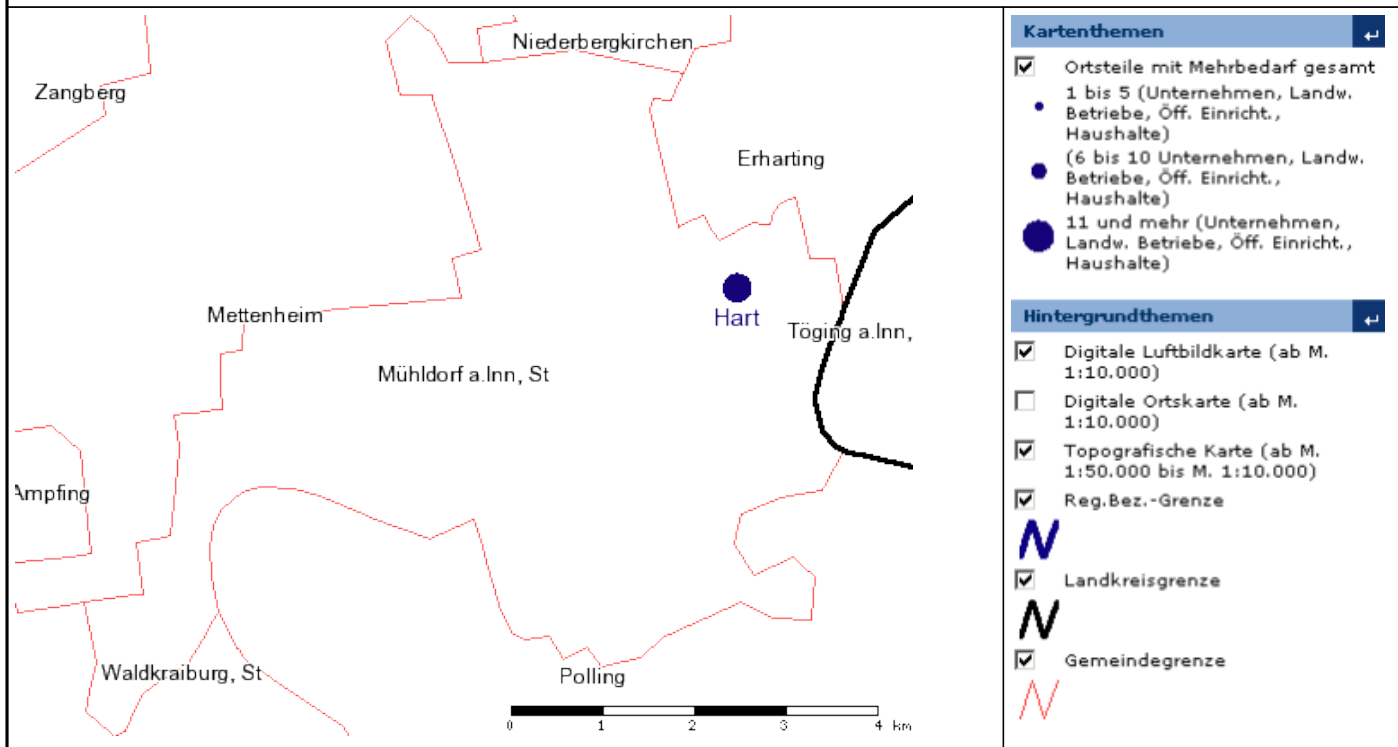 Niederbergkirchen
Zangberg
Erharting
Mettenheim
Hart
Töging a.Inn,
Mühldorf a.Inn, St
Ampfing
Waldkraiburg, St
Polling
0 1 2 3 4 km
Kartenthemen
Ortsteile mit Mehrbedarf gesamt
1 bis 5 (Unternehmen, Landw.
Betriebe, Öff. Einricht.,
Haushalte)
(6 bis 10 Unternehmen, Landw.
Betriebe, Öff. Einricht.,
Haushalte)
11 und mehr (Unternehmen,
Landw. Betriebe, Öff. Einricht.,
Haushalte)
Hintergrundthemen
Digitale Luftbildkarte (ab M.
1:10.000)
Digitale Ortskarte (ab M.
1:10.000)
Topografische Karte (ab M.
1:50.000 bis M. 1:10.000)
Reg.Bez.-Grenze
Landkreisgrenze
Gemeindegrenze